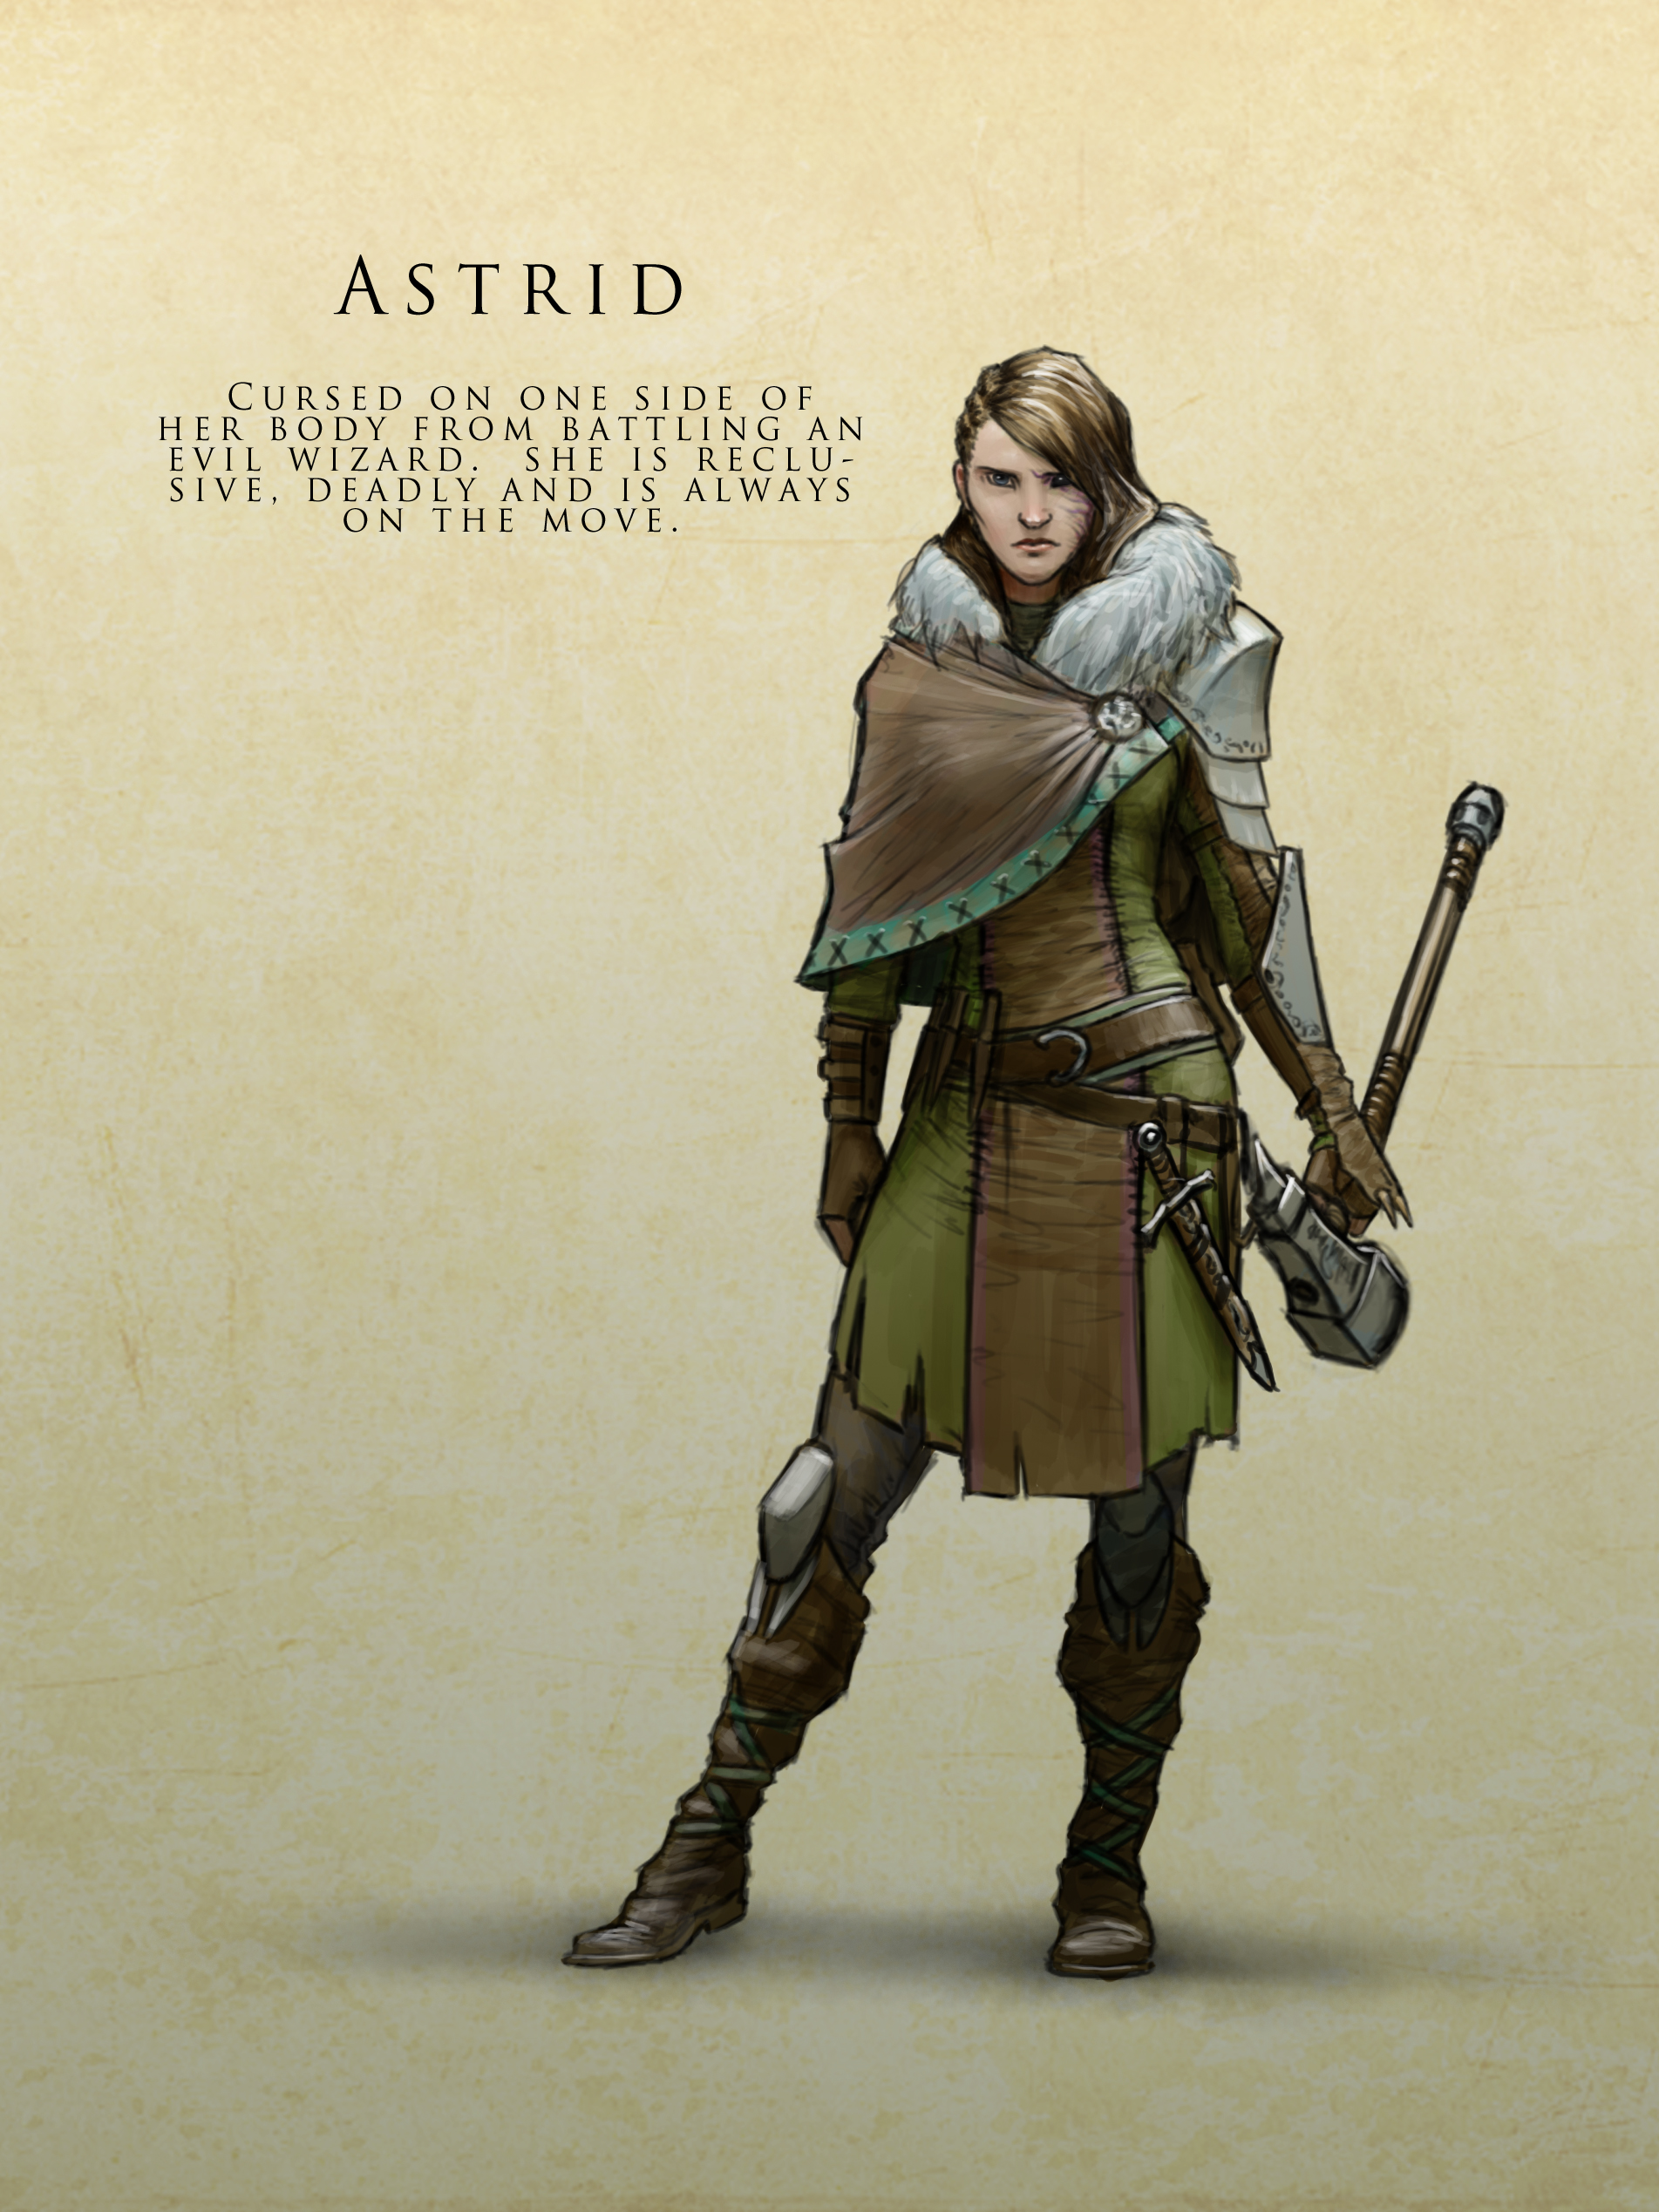 Astrid
Cursed on one side of
her body from battling an
evil wizard. She is reclu-
sive, deadly and is always
on the move.